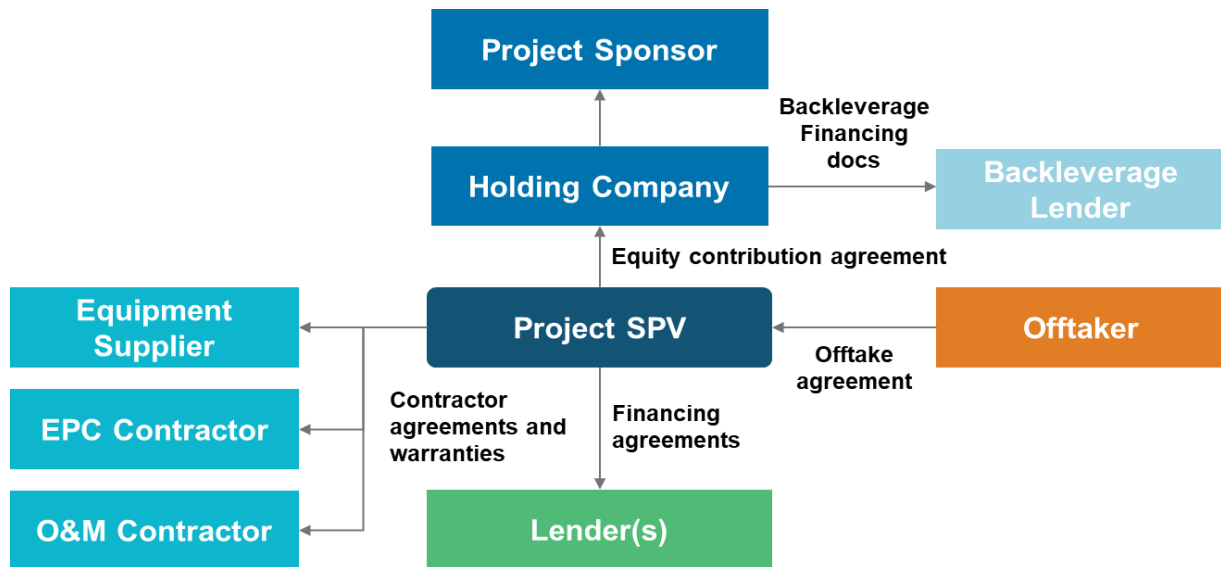 Project Sponsor
Backleverage
Financing
docs
Holding Company
Backleverage
Lender
Equity contribution agreement
Equipment
Supplier
Project SPV
Offtaker
Offtake
agreement
EPC Contractor
Contractor
agreements and
warranties
Financing
agreements
O&M Contractor
Lender(s)